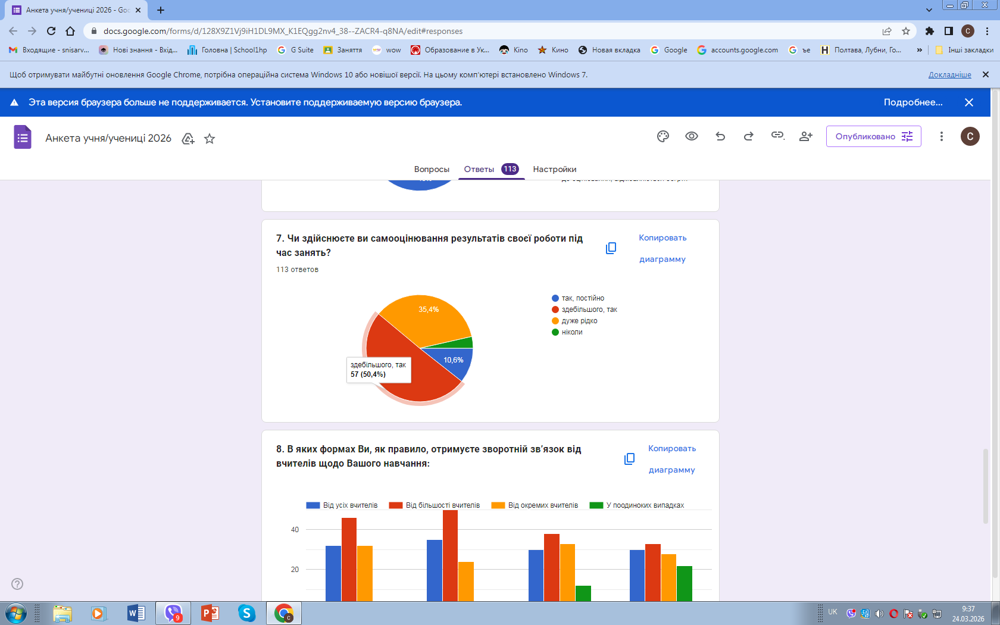 Анкета учня/учениці 2026 - Goo
docs.google.com/forms/d/128X9Z1Vj9iH1DL9MX_K1EQgg2nv4_38--ZACR4-q8NA/edit#responses
C
Входящие - snisarv...
Нові знання - Вхід...
Головна | School1hp
G Suite
Заняття
wow
Образование в Ук...
Kino
Кино
Новая вкладка
Google
accounts.google.com
ъе
Полтава, Лубни, Го...
»
Інші закладки
Щоб отримувати майбутні оновлення Google Chrome, потрібна операційна система Windows 10 або новішої версії. На цьому комп’ютері встановлено Windows 7.
Докладніше
Эта версия браузера больше не поддерживается. Установите поддерживаемую версию браузера.
Подробнее...
Анкета учня/учениці 2026
Опубликовано
C
Вопросы
Ответы 113
Настройки
7. Чи здійснюєте ви самооцінювання результатів своєї роботи під
час занять?
Копировать
диаграмму
113 ответов
35,4%
10,6%
здебільшого, так
57 (50,4%)
так, постійно
здебільшого, так
дуже рідко
ніколи
8. В яких формах Ви, як правило, отримуєте зворотній зв’язок від
вчителів щодо Вашого навчання:
Копировать
диаграмму
Від усіх вчителів
Від більшості вчителів
Від окремих вчителів
У поодиноких випадках
40
20
9
UK
9:37
24.03.2026